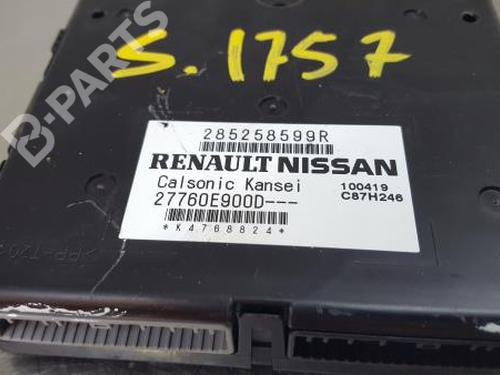 S.1757
285258599R
RENAULT NISSAN
Calsonic Kansei 100419
27760E900D--- C87H246
*K4768824*
B-PARTS